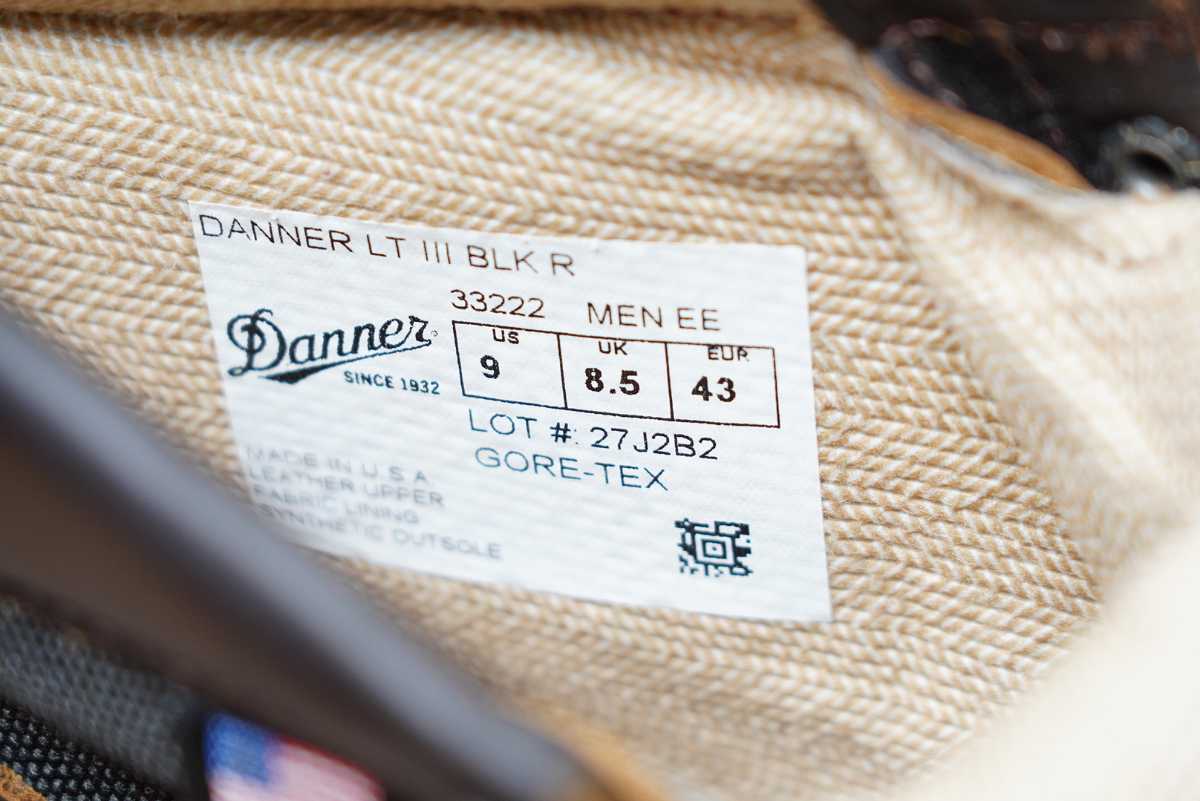 DANNER LT III BLK R
33222 MEN EE
Danner
SINCE 1932
US UK EUR
9 8.5 43
LOT #: 27J2B2
GORE-TEX
MADE IN U.S.A.
LEATHER UPPER
FABRIC LINING
SYNTHETIC OUTSOLE